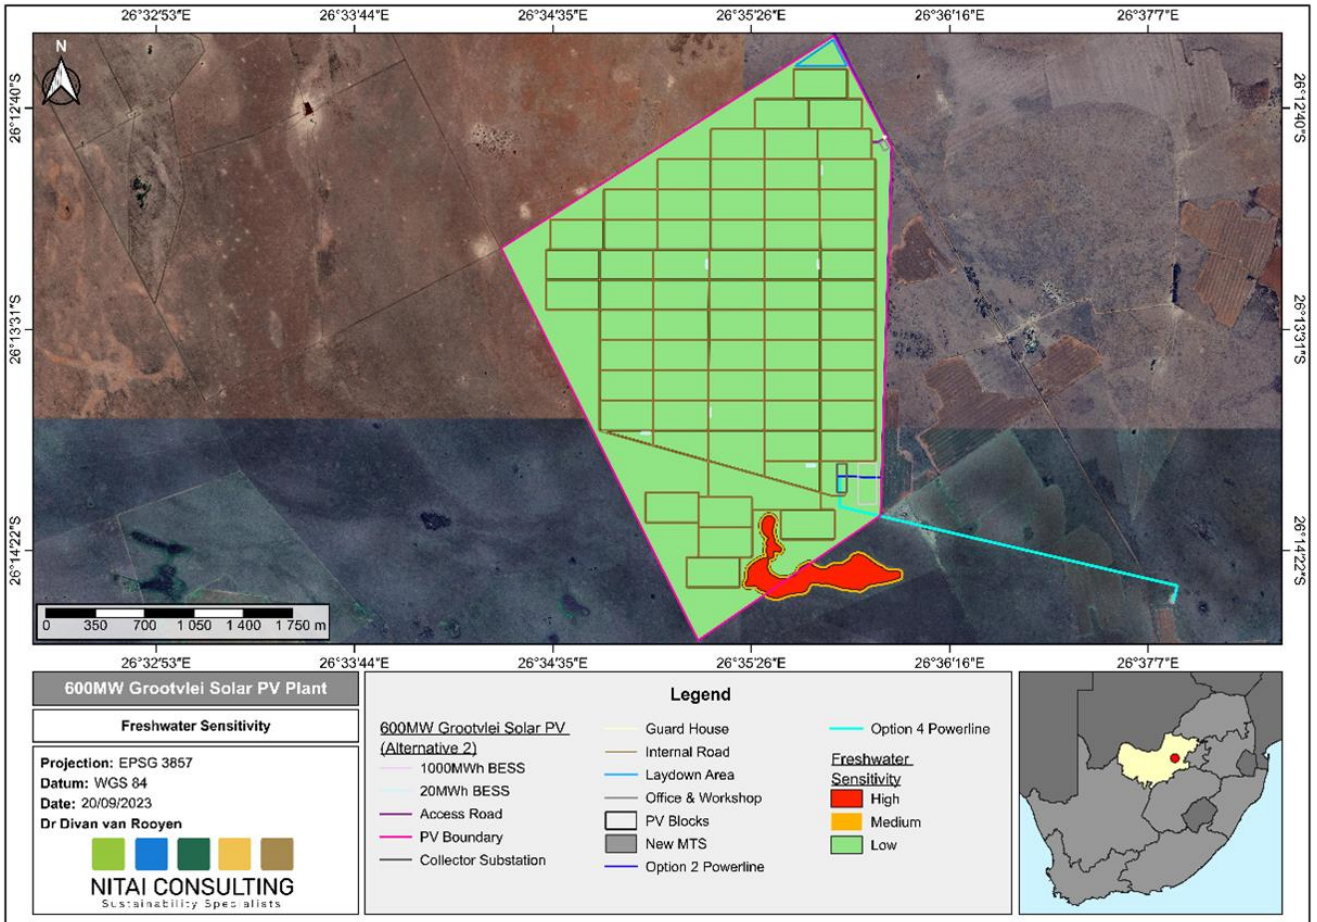 26°32'53"E 26°33'44"E 26°34'35"E 26°35'26"E 26°36'16"E 26°37'7"E
N
26°12'40"S 26°12'40"S
26°13'31"S 26°13'31"S
26°14'22"S 26°14'22"S
0 350 700 1 050 1 400 1 750 m
26°32'53"E 26°33'44"E 26°34'35"E 26°35'26"E 26°36'16"E 26°37'7"E
600MW Grootvlei Solar PV Plant
Freshwater Sensitivity
Projection: EPSG 3857
Datum: WGS 84
Date: 20/09/2023
Dr Divan van Rooyen
NITAI CONSULTING
Sustainability Specialists
Legend
600MW Grootvlei Solar PV
(Alternative 2)
1000MWh BESS
20MWh BESS
Access Road
PV Boundary
Collector Substation
Guard House
Internal Road
Laydown Area
Office & Workshop
PV Blocks
New MTS
Option 2 Powerline
Option 4 Powerline
Freshwater
Sensitivity
High
Medium
Low